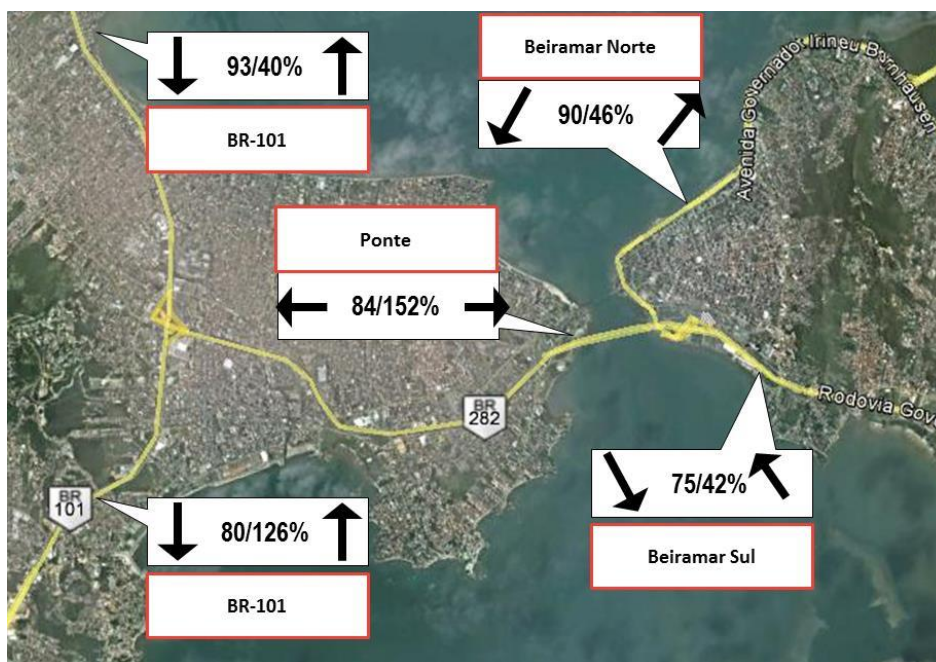 93/40%
BR-101
Beiramar Norte
90/46%
Avenida Governador Irineu Bornhausen
Ponte
84/152%
BR
282
Rodovia Gove
75/42%
Beiramar Sul
BR
101
80/126%
BR-101